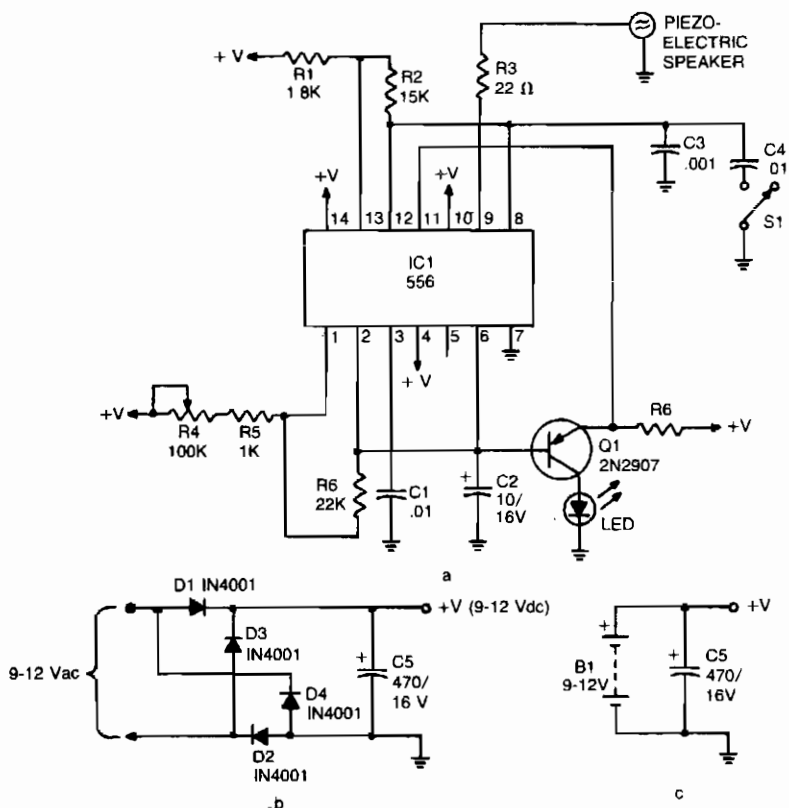 PIEZO-
ELECTRIC
SPEAKER
+V
R1
1 8K
R2
15K
R3
22 Ω
C3
.001
C4
01
S1
+V
+V
14 13 12 11 10 9 8
IC1
556
1 2 3 4 5 6 7
+V
+V
R4
100K
R5
1K
R6
+V
Q1
2N2907
R6
22K
C1
.01
+
C2
10/
16V
LED
a
D1 IN4001
+V (9-12 Vdc)
D3
IN4001
+
C5
470/
16 V
9-12 Vac
D4
IN4001
D2
IN4001
b
+V
+
B1
9-12V
+
C5
470/
16V
c